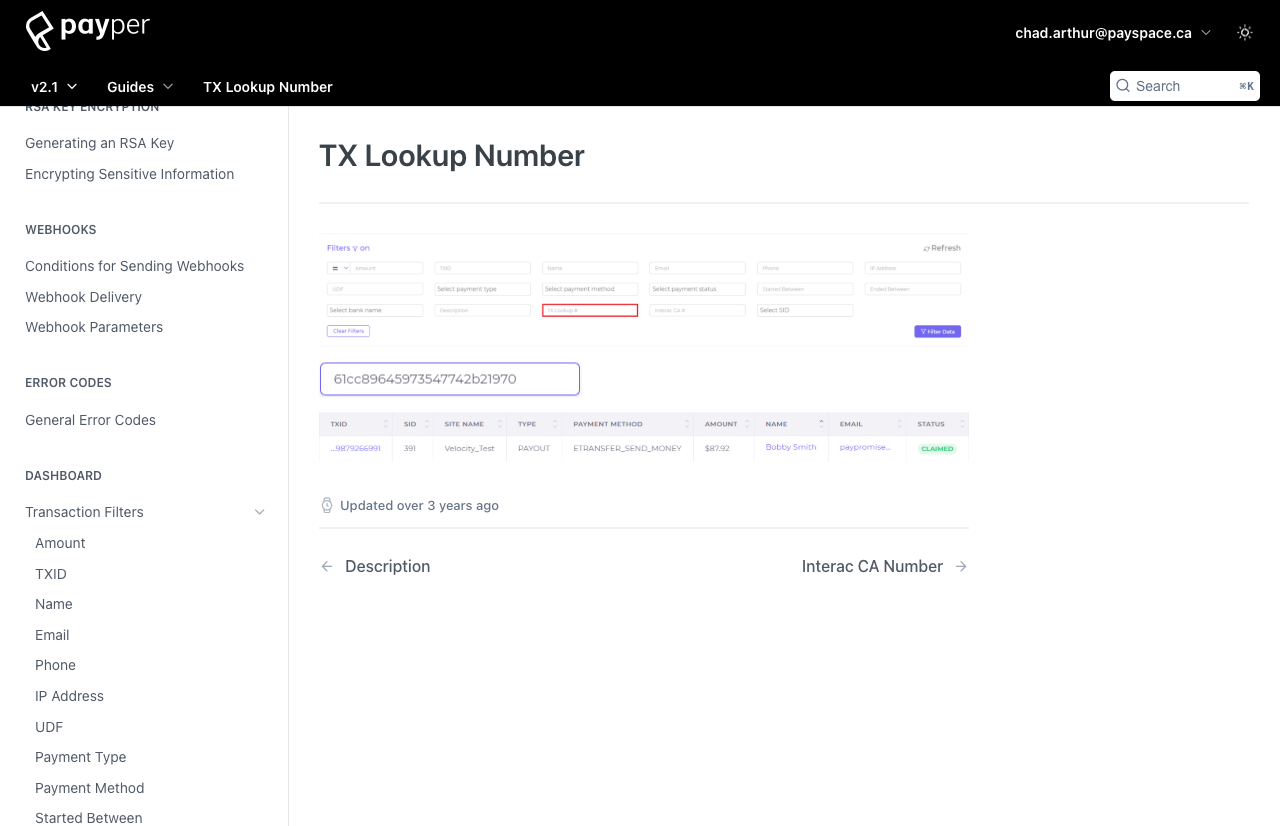 payper
chad.arthur@payspace.ca
v2.1 Guides TX Lookup Number
Search ⌘K
RSA KEY ENCRYPTION
Generating an RSA Key
Encrypting Sensitive Information
WEBHOOKS
Conditions for Sending Webhooks
Webhook Delivery
Webhook Parameters
ERROR CODES
General Error Codes
DASHBOARD
Transaction Filters
Amount
TXID
Name
Email
Phone
IP Address
UDF
Payment Type
Payment Method
Started Between
TX Lookup Number
Filters on Refresh
= Amount TXID Name Email Phone IP Address
UDF Select payment type Select payment method Select payment status Started Between Ended Between
Select bank name Description TX Lookup # Interac CA # Select SID
Clear Filters Filter Data
61cc89645973547742b21970
TXID SID SITE NAME TYPE PAYMENT METHOD AMOUNT NAME EMAIL STATUS
...9879266991 391 Velocity_Test PAYOUT ETRANSFER_SEND_MONEY $87.92 Bobby Smith paypromise... CLAIMED
Updated over 3 years ago
← Description Interac CA Number →